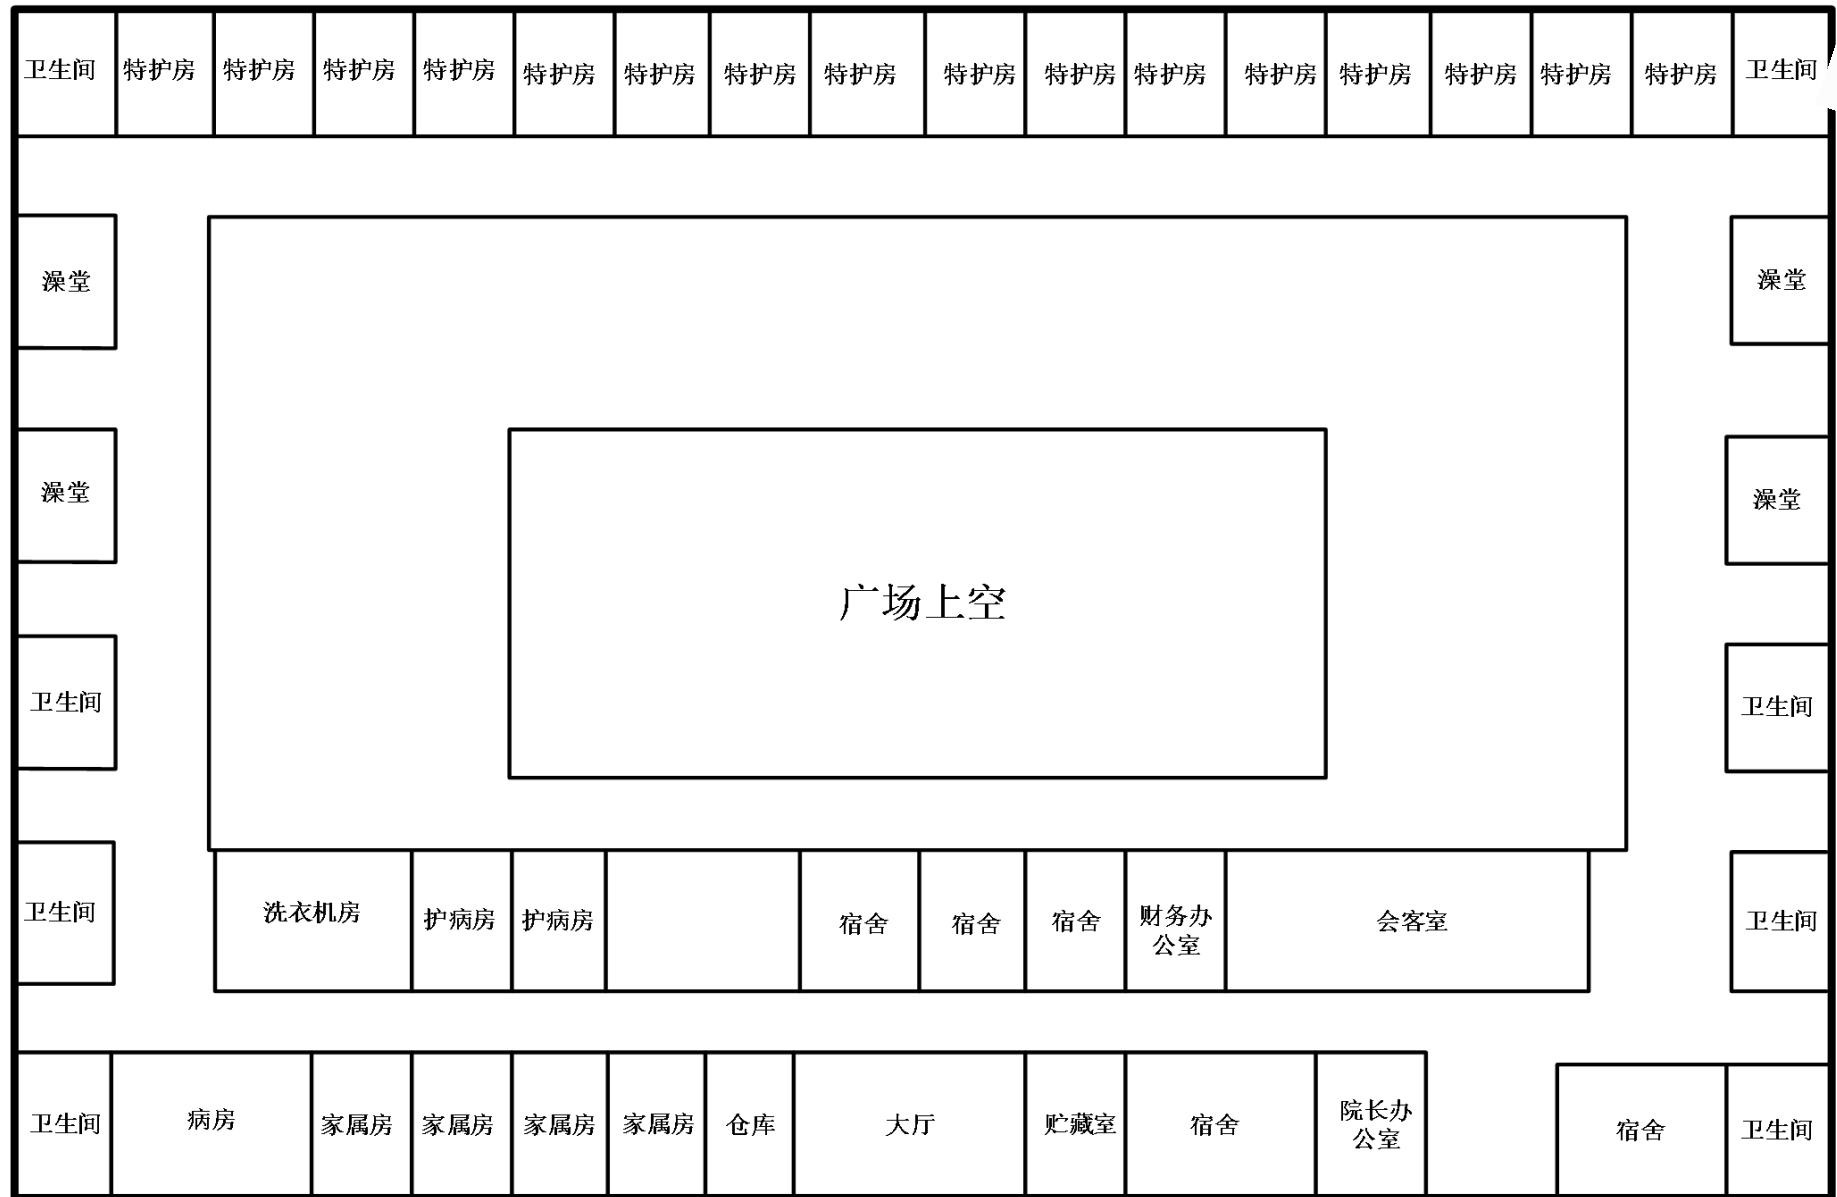 卫生间 特护房 特护房 特护房 特护房 特护房 特护房 特护房 特护房 特护房 特护房 特护房 特护房 特护房 特护房 特护房 特护房 卫生间
澡堂 澡堂
澡堂 澡堂
广场上空
卫生间 卫生间
卫生间 洗衣机房 护病房 护病房 宿舍 宿舍 宿舍 财务办
公室 会客室 卫生间
卫生间 病房 家属房 家属房 家属房 家属房 仓库 大厅 贮藏室 宿舍 院长办
公室 宿舍 卫生间